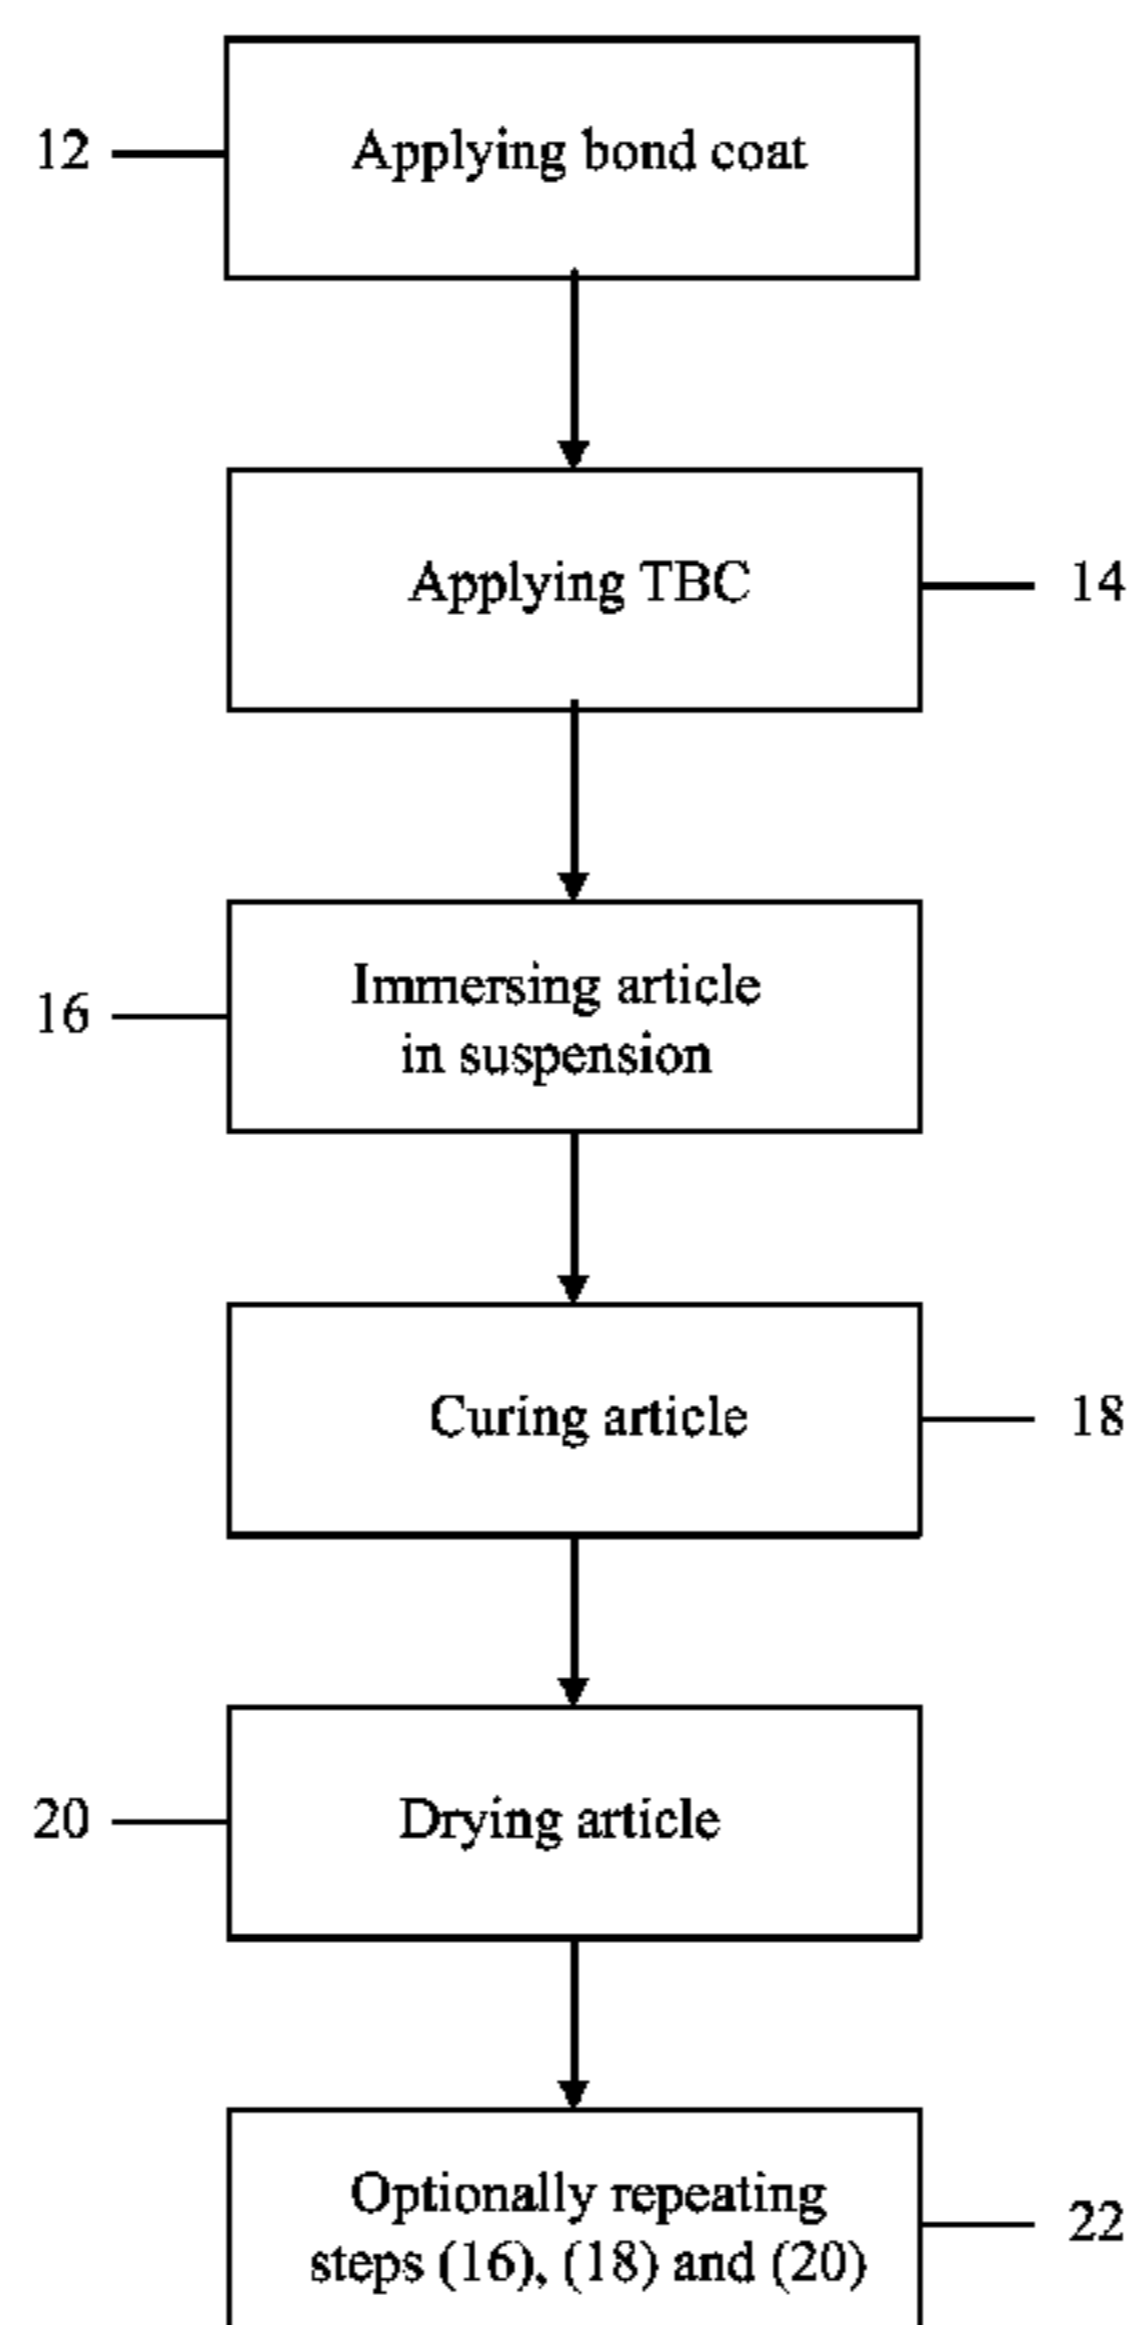 12
Applying bond coat
Applying TBC
14
16
Immersing article
in suspension
Curing article
18
20
Drying article
Optionally repeating
steps (16), (18) and (20)
22